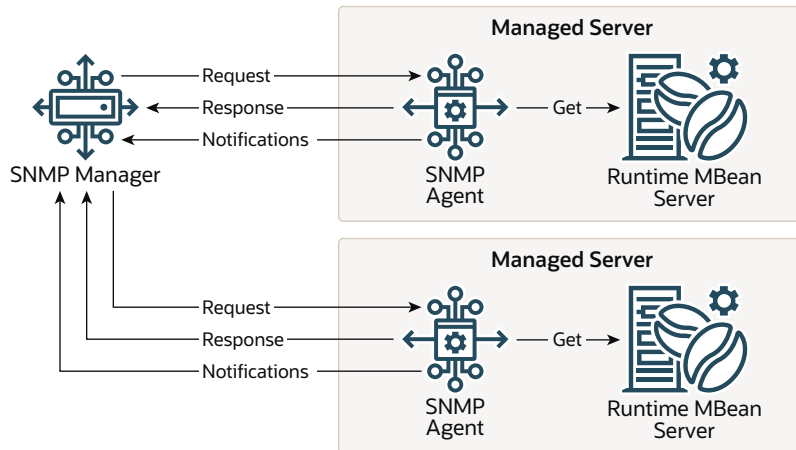 Managed Server
Request
Response
Get
Notifications
SNMP Manager
SNMP
Agent
Runtime MBean
Server
Managed Server
Request
Response
Get
Notifications
SNMP
Agent
Runtime MBean
Server